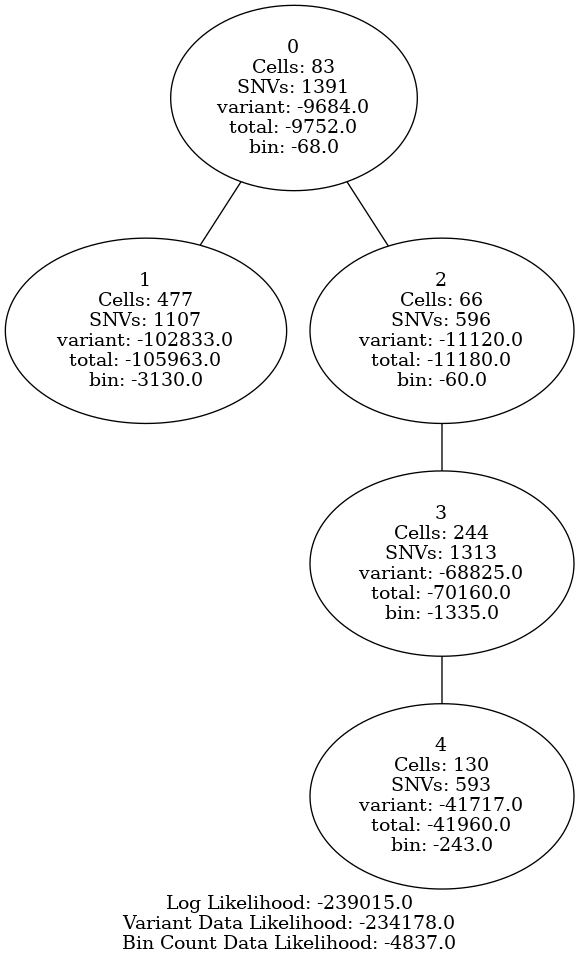 0
Cells: 83
SNVs: 1391
variant: -9684.0
total: -9752.0
bin: -68.0
1
Cells: 477
SNVs: 1107
variant: -102833.0
total: -105963.0
bin: -3130.0
2
Cells: 66
SNVs: 596
variant: -11120.0
total: -11180.0
bin: -60.0
3
Cells: 244
SNVs: 1313
variant: -68825.0
total: -70160.0
bin: -1335.0
4
Cells: 130
SNVs: 593
variant: -41717.0
total: -41960.0
bin: -243.0
Log Likelihood: -239015.0
Variant Data Likelihood: -234178.0
Bin Count Data Likelihood: -4837.0